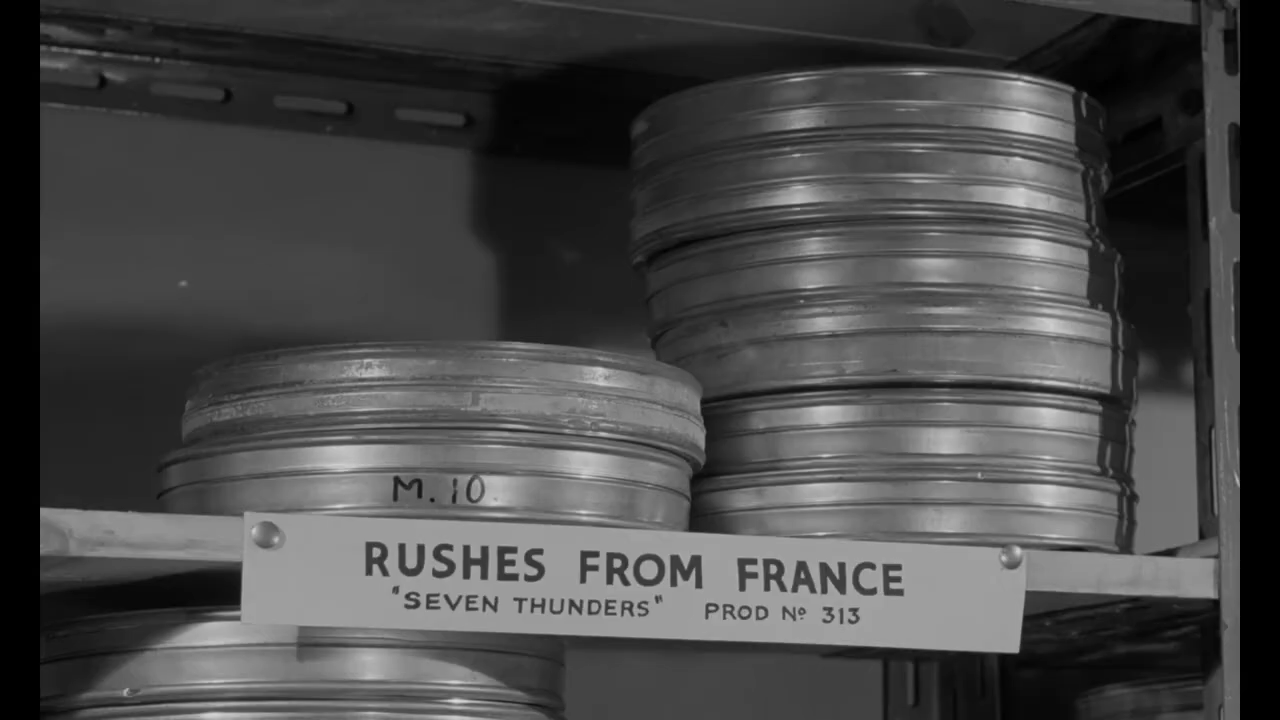 M. 10.
RUSHES FROM FRANCE
"SEVEN THUNDERS" PROD Nº 313